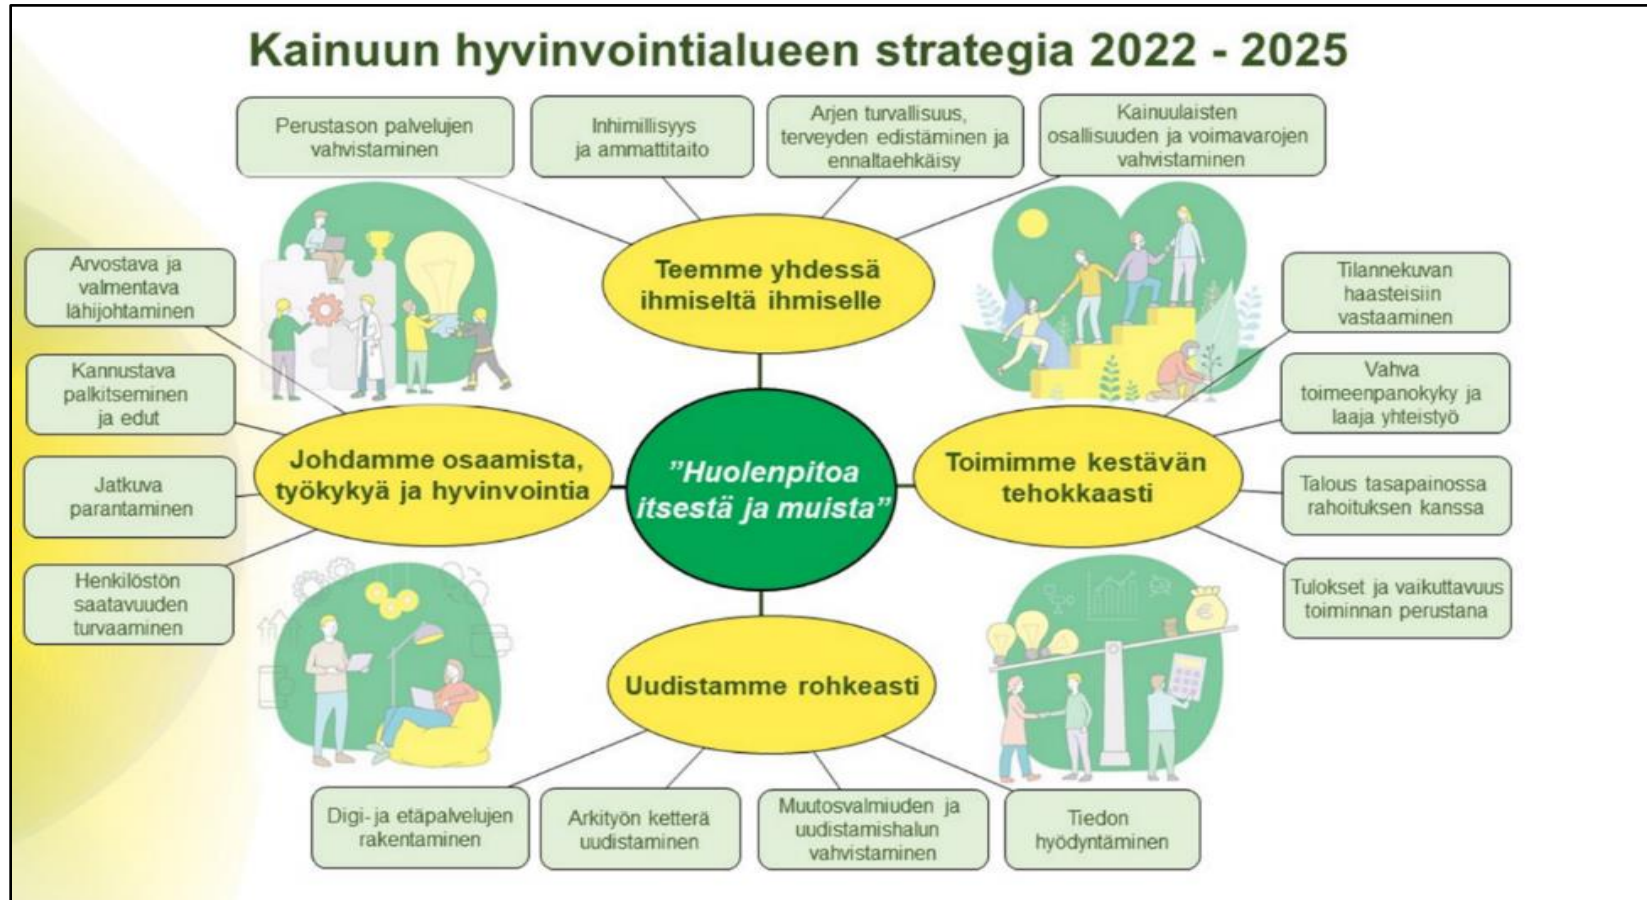 Kainuun hyvinvointialueen strategia 2022 - 2025
Perustason palvelujen
vahvistaminen
Inhimillisyys
ja ammattitaito
Arjen turvallisuus,
terveyden edistäminen ja
ennaltaehkäisy
Kainuulaisten
osallisuuden ja voimavarojen
vahvistaminen
Teemme yhdessä
ihmiseltä ihmiselle
Arvostava ja
valmentava
lähijohtaminen
Kannustava
palkitseminen
ja edut
Jatkuva
parantaminen
Henkilöstön
saatavuuden
turvaaminen
Johdamme osaamista,
työkykyä ja hyvinvointia
"Huolenpitoa
itsestä ja muista"
Toimimme kestävän
tehokkaasti
Tilannekuvan
haasteisiin
vastaaminen
Vahva
toimeenpanokyky ja
laaja yhteistyö
Talous tasapainossa
rahoituksen kanssa
Tulokset ja vaikuttavuus
toiminnan perustana
€
Uudistamme rohkeasti
Digi- ja etäpalvelujen
rakentaminen
Arkityön ketterä
uudistaminen
Muutosvalmiuden ja
uudistamishalun
vahvistaminen
Tiedon
hyödyntäminen